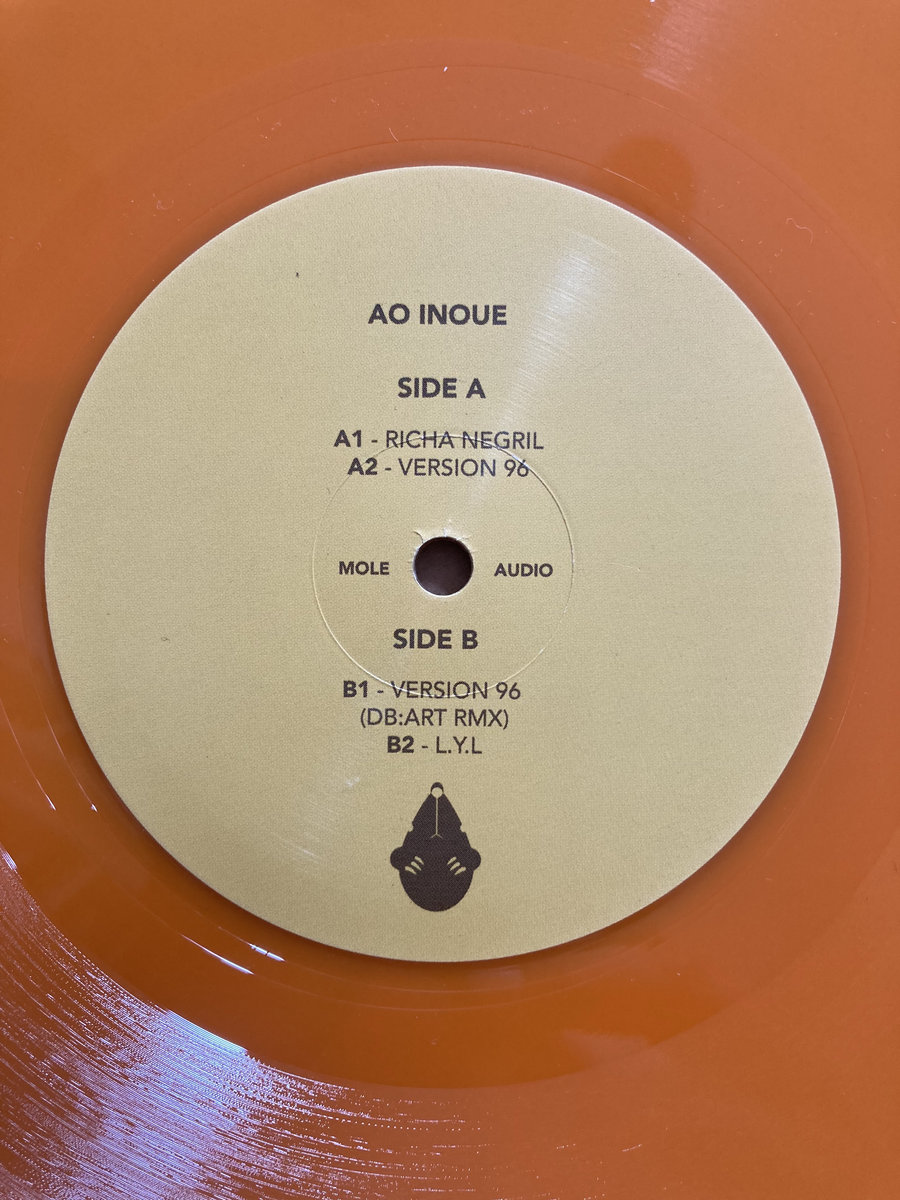 AO INOUE
SIDE A
A1 - RICHA NEGRIL
A2 - VERSION 96
MOLE AUDIO
SIDE B
B1 - VERSION 96
(DB:ART RMX)
B2 - L.Y.L